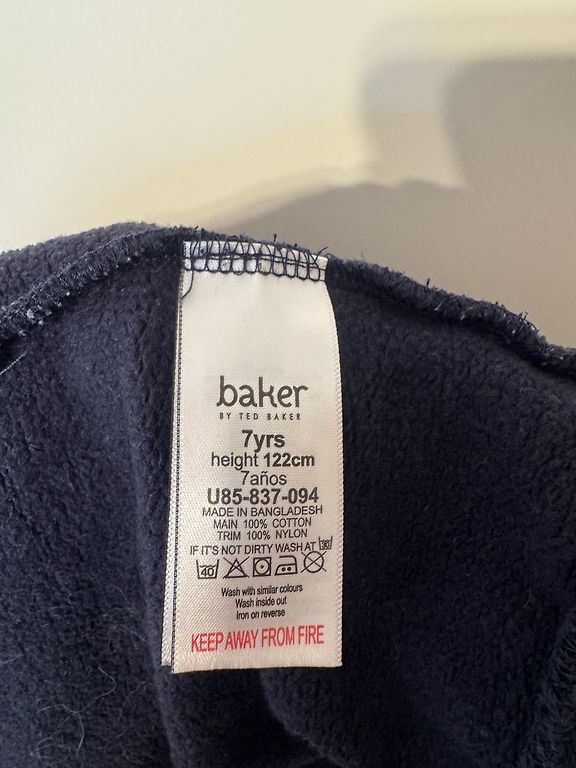 baker
BY TED BAKER
7yrs
height 122cm
7años
U85-837-094
MADE IN BANGLADESH
MAIN 100% COTTON
TRIM 100% NYLON
IF IT'S NOT DIRTY WASH AT 30
40
Wash with similar colours
Wash inside out
Iron on reverse
KEEP AWAY FROM FIRE